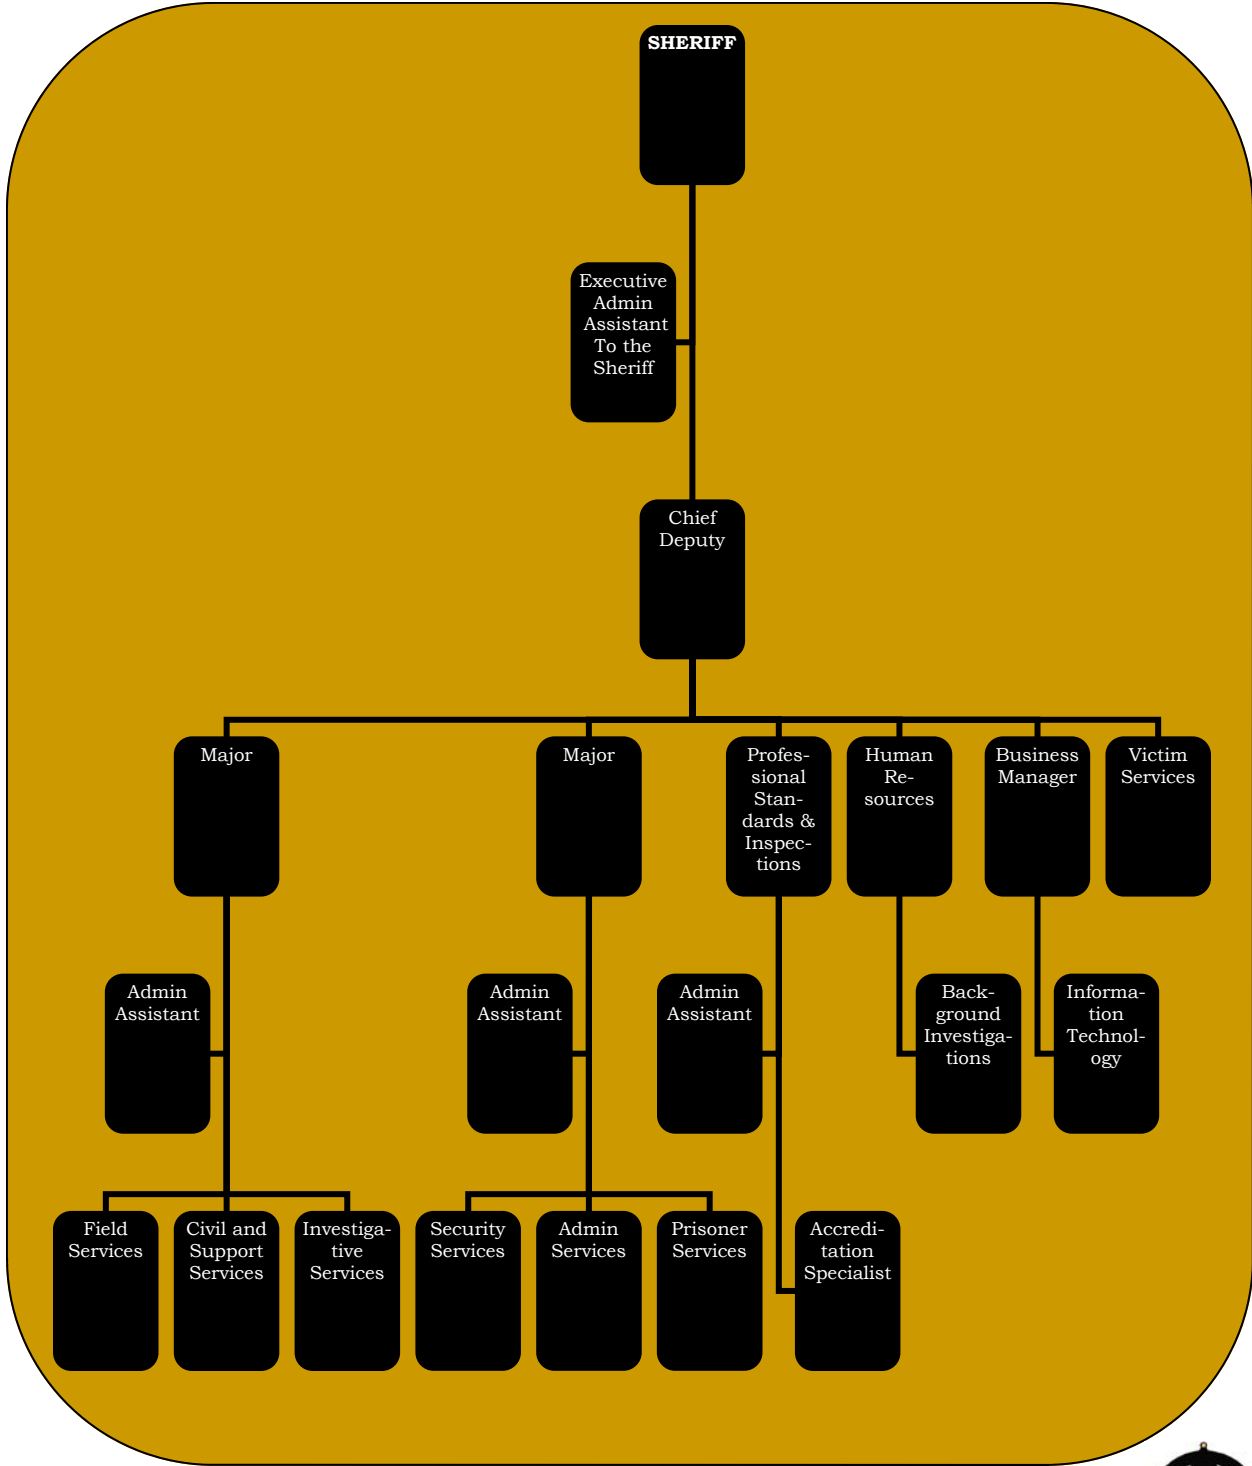 SHERIFF
Executive
Admin
Assistant
To the
Sheriff
Chief
Deputy
Major
Major
Profes-
sional
Stan-
dards &
Inspec-
tions
Human
Re-
sources
Business
Manager
Victim
Services
Admin
Assistant
Admin
Assistant
Admin
Assistant
Back-
ground
Investiga-
tions
Informa-
tion
Technol-
ogy
Field
Services
Civil and
Support
Services
Investiga-
tive
Services
Security
Services
Admin
Services
Prisoner
Services
Accredi-
tation
Specialist